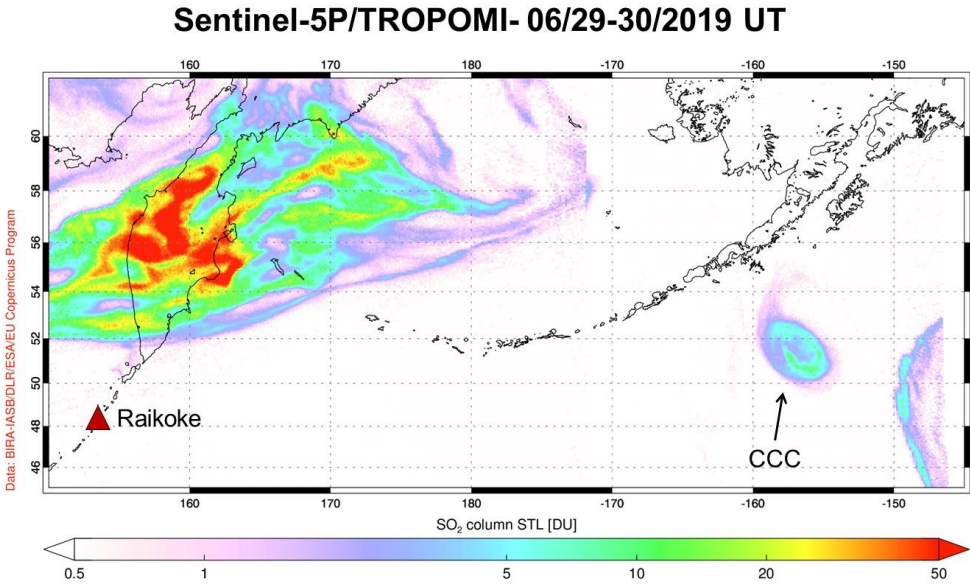 Sentinel-5P/TROPOMI- 06/29-30/2019 UT
160 170 180 -170 -160 -150
Data: BIRA-IASB/DLR/ESA/EU Copernicus Program
60
58
56
54
52
50
48
46
Raikoke
CCC
160 170 180 -170 -160 -150
SO₂ column STL [DU]
0.5 1 5 10 20 50